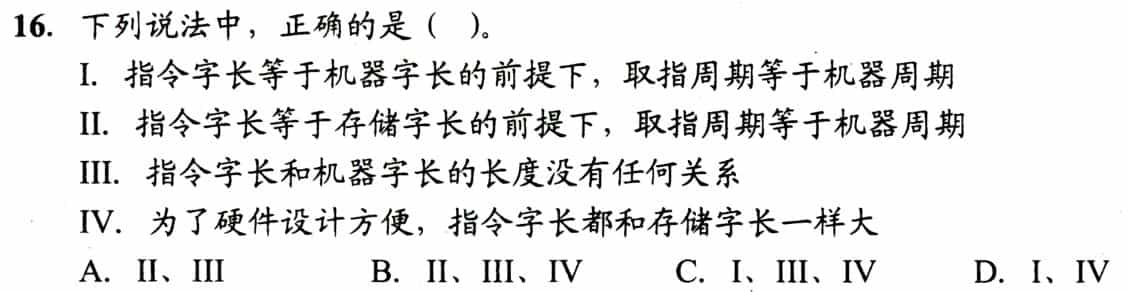 16. 下列说法中，正确的是（ ）。
I. 指令字长等于机器字长的前提下，取指周期等于机器周期
II. 指令字长等于存储字长的前提下，取指周期等于机器周期
III. 指令字长和机器字长的长度没有任何关系
IV. 为了硬件设计方便，指令字长都和存储字长一样大
A. II、III B. II、III、IV C. I、III、IV D. I、IV